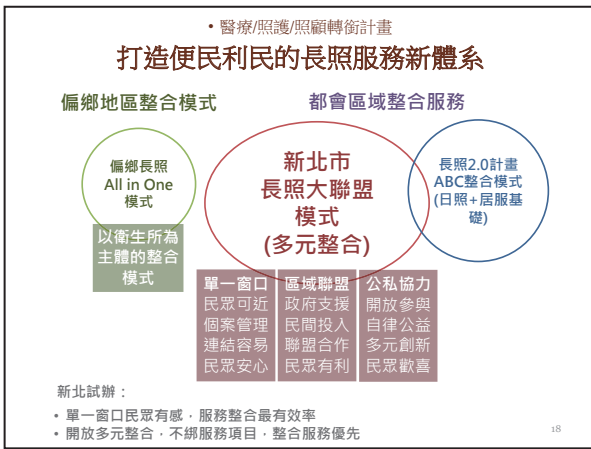 • 醫療/照護/照顧轉銜計畫
打造便民利民的長照服務新體系
偏鄉地區整合模式
都會區域整合服務
偏鄉長照
All in One
模式
以衛生所為
主體的整合
模式
新北市
長照大聯盟
模式
(多元整合)
長照2.0計畫
ABC整合模式
(日照+居服基
礎)
單一窗口
民眾可近
個案管理
連結容易
民眾安心
區域聯盟
政府支援
民間投入
聯盟合作
民眾有利
公私協力
開放參與
自律公益
多元創新
民眾歡喜
新北試辦：
• 單一窗口民眾有感，服務整合最有效率
• 開放多元整合，不綁服務項目，整合服務優先
18